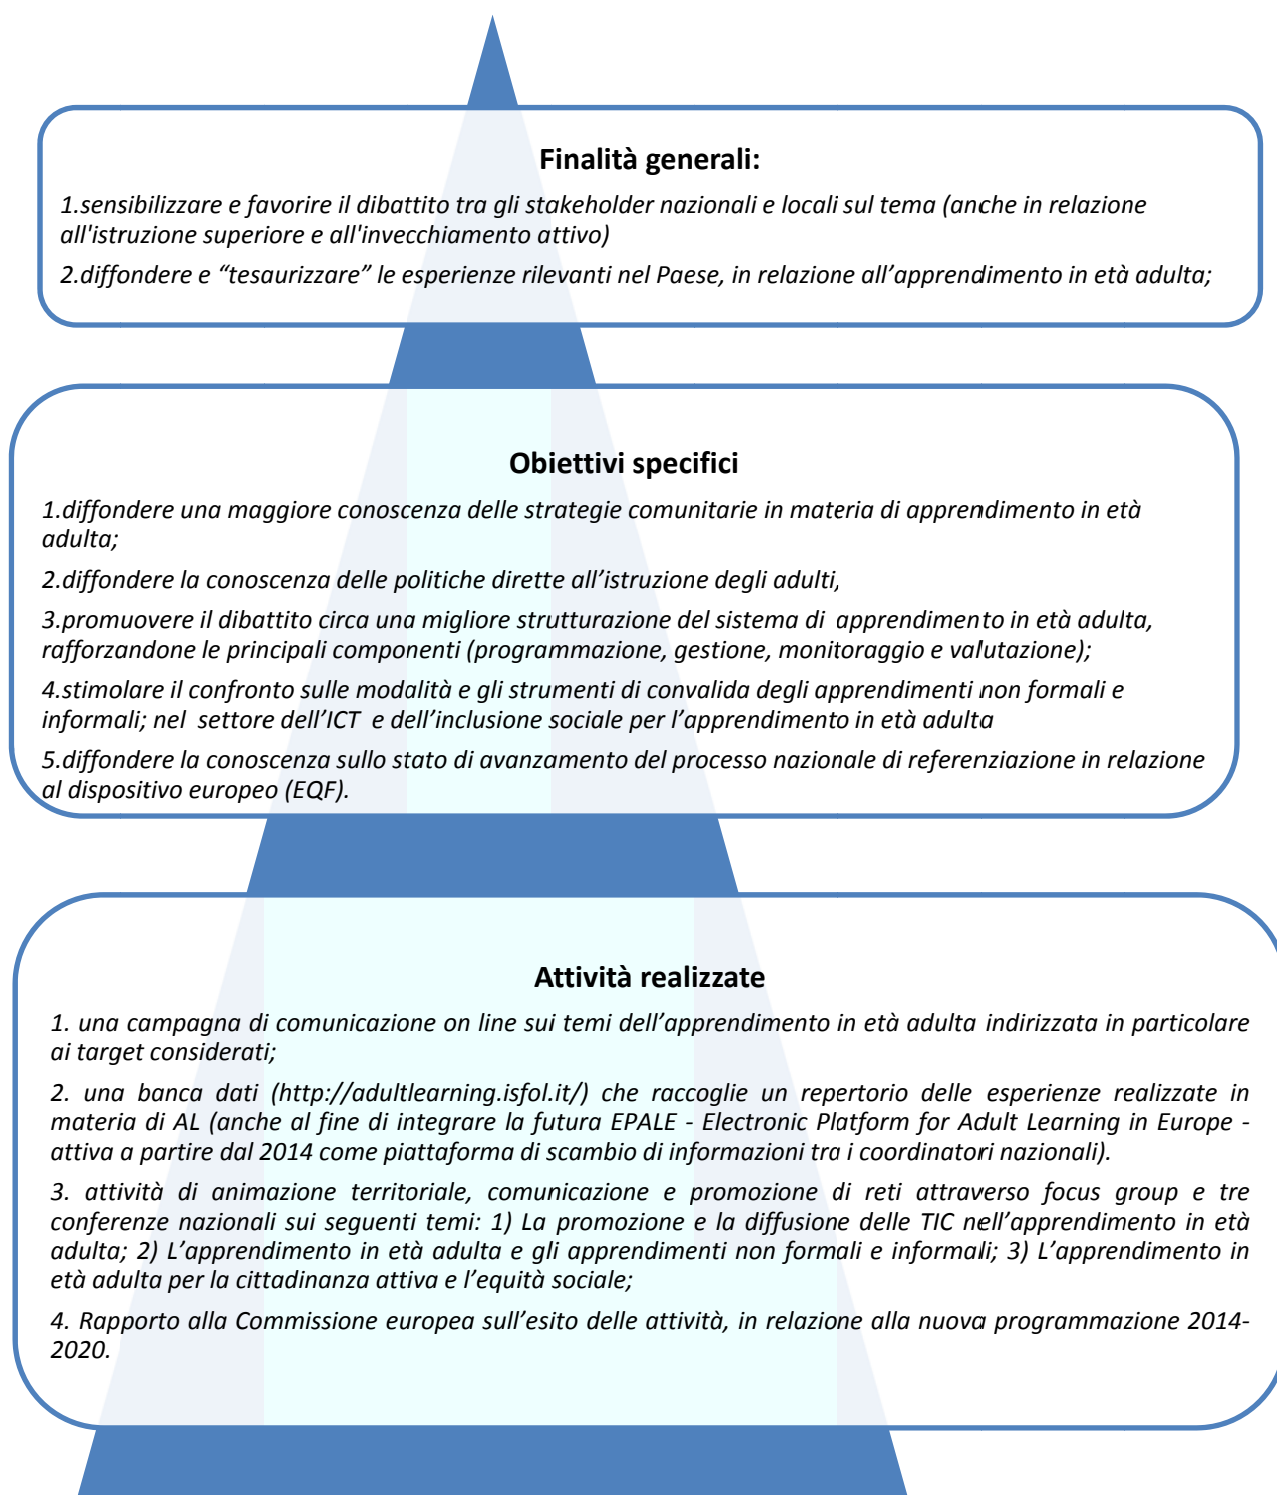 Finalità generali:
1.sensibilizzare e favorire il dibattito tra gli stakeholder nazionali e locali sul tema (anche in relazione
all'istruzione superiore e all'invecchiamento attivo)
2.diffondere e “tesaurizzare” le esperienze rilevanti nel Paese, in relazione all’apprendimento in età adulta;
Obiettivi specifici
1.diffondere una maggiore conoscenza delle strategie comunitarie in materia di apprendimento in età
adulta;
2.diffondere la conoscenza delle politiche dirette all’istruzione degli adulti,
3.promuovere il dibattito circa una migliore strutturazione del sistema di apprendimento in età adulta,
rafforzandone le principali componenti (programmazione, gestione, monitoraggio e valutazione);
4.stimolare il confronto sulle modalità e gli strumenti di convalida degli apprendimenti non formali e
informali; nel settore dell’ICT e dell’inclusione sociale per l’apprendimento in età adulta
5.diffondere la conoscenza sullo stato di avanzamento del processo nazionale di referenziazione in relazione
al dispositivo europeo (EQF).
Attività realizzate
1. una campagna di comunicazione on line sui temi dell’apprendimento in età adulta indirizzata in particolare
ai target considerati;
2. una banca dati (http://adultlearning.isfol.it/) che raccoglie un repertorio delle esperienze realizzate in
materia di AL (anche al fine di integrare la futura EPALE - Electronic Platform for Adult Learning in Europe -
attiva a partire dal 2014 come piattaforma di scambio di informazioni tra i coordinatori nazionali).
3. attività di animazione territoriale, comunicazione e promozione di reti attraverso focus group e tre
conferenze nazionali sui seguenti temi: 1) La promozione e la diffusione delle TIC nell’apprendimento in età
adulta; 2) L’apprendimento in età adulta e gli apprendimenti non formali e informali; 3) L’apprendimento in
età adulta per la cittadinanza attiva e l’equità sociale;
4. Rapporto alla Commissione europea sull’esito delle attività, in relazione alla nuova programmazione 2014-
2020.